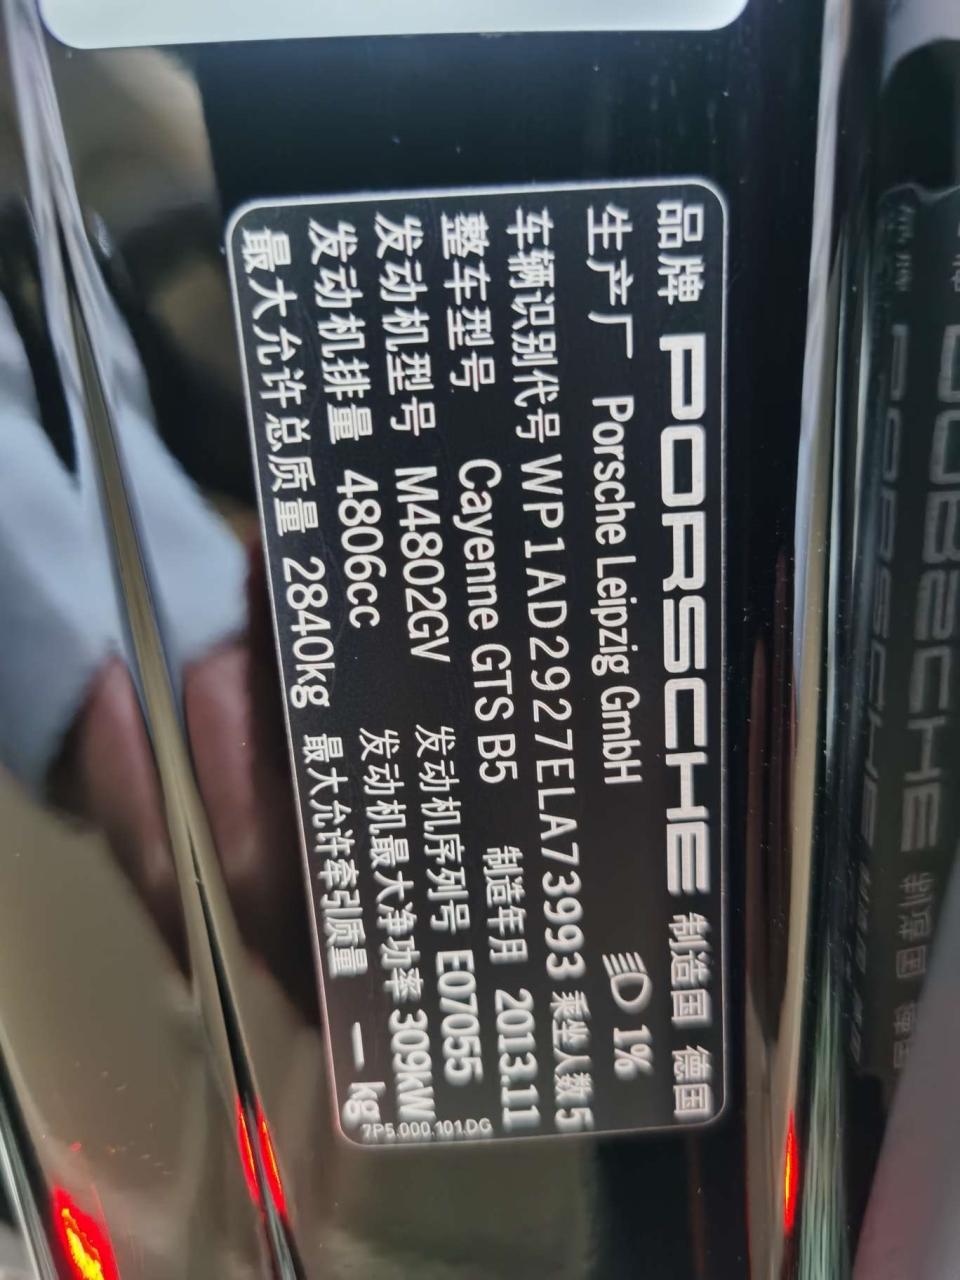 品牌 PORSCHE 制造国 德国
生产厂 Porsche Leipzig GmbH 1%
车辆识别代号 WP1AD2927ELA73993 乘坐人数 5
整车型号 Cayenne GTS B5 制造年月 2013.11
发动机型号 M4802GV 发动机序列号 E07055
发动机排量 4806cc 发动机最大净功率 309kW
最大允许总质量 2840kg 最大允许牵引质量 — kg
7P5.000.101.DG